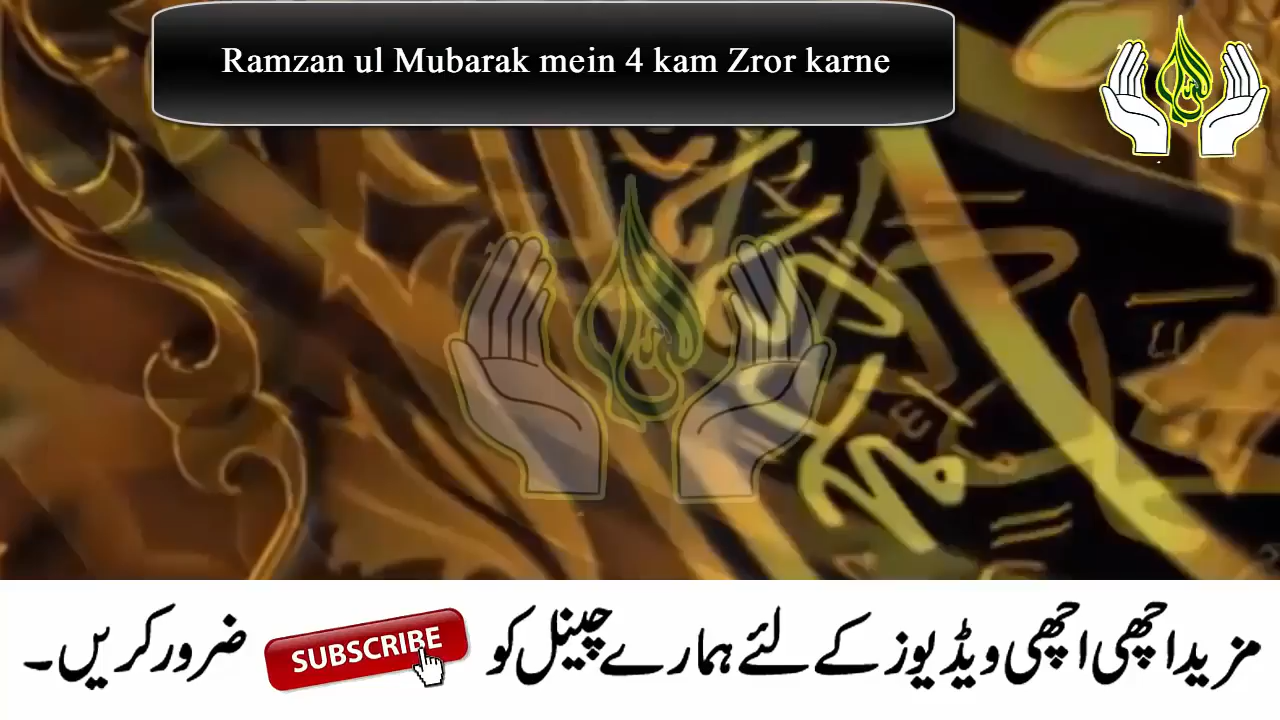 Ramzan ul Mubarak mein 4 kam Zror karne
مزید اچھی اچھی ویڈیوز کے لئے ہمارے چینل کو SUBSCRIBE ضرور کریں۔